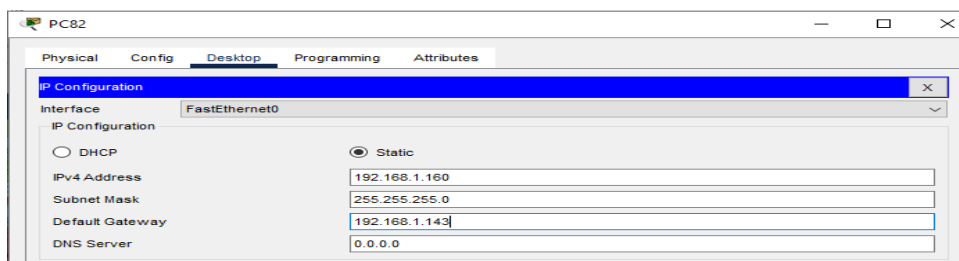 PC82
Physical Config Desktop Programming Attributes
IP Configuration X
Interface FastEthernet0
IP Configuration
DHCP Static
IPv4 Address 192.168.1.160
Subnet Mask 255.255.255.0
Default Gateway 192.168.1.143
DNS Server 0.0.0.0